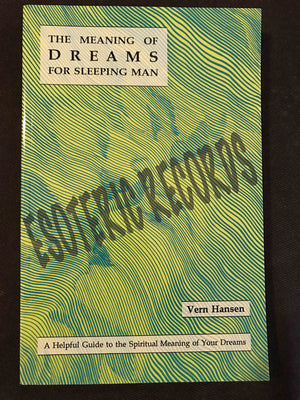 THE MEANING OF
DREAMS
FOR SLEEPING MAN
ESOTERIC RECORDS
Vern Hansen
A Helpful Guide to the Spiritual Meaning of Your Dreams